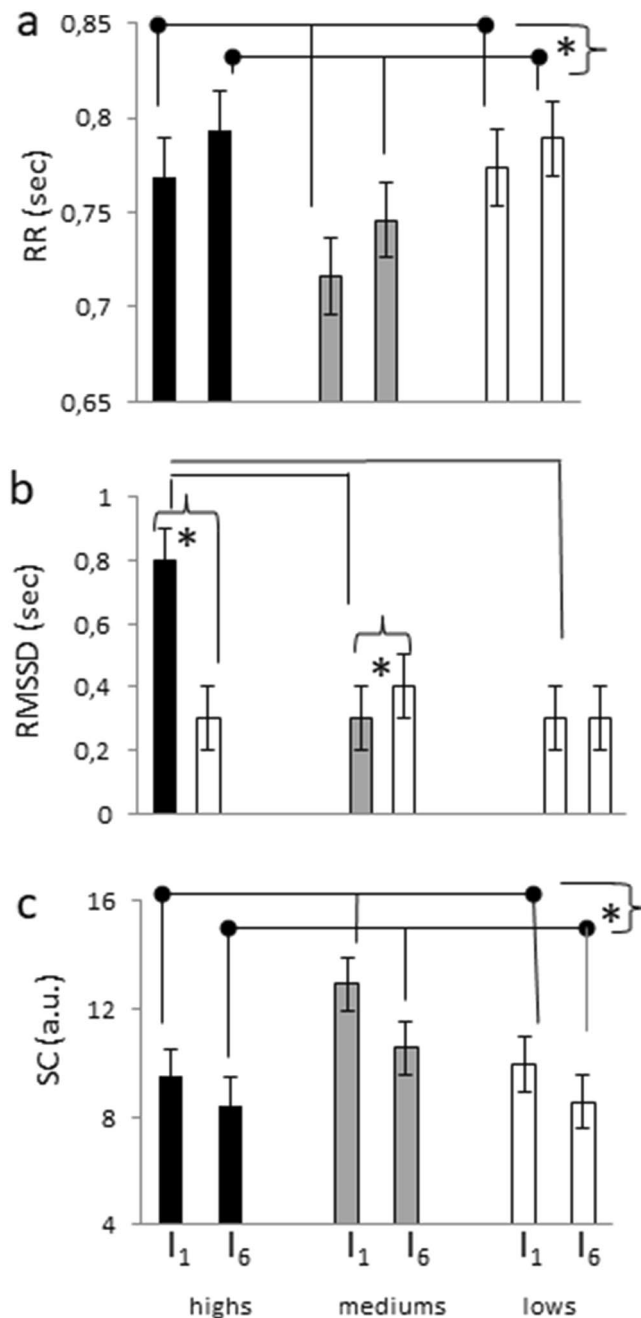 a
RR (sec)
0,85
0,8
0,75
0,7
0,65
*
b
RMSSD (sec)
1
0,8
0,6
0,4
0,2
0
*
*
c
SC (a.u.)
16
12
8
4
*
I1 I6 I1 I6 I1 I6
highs mediums lows